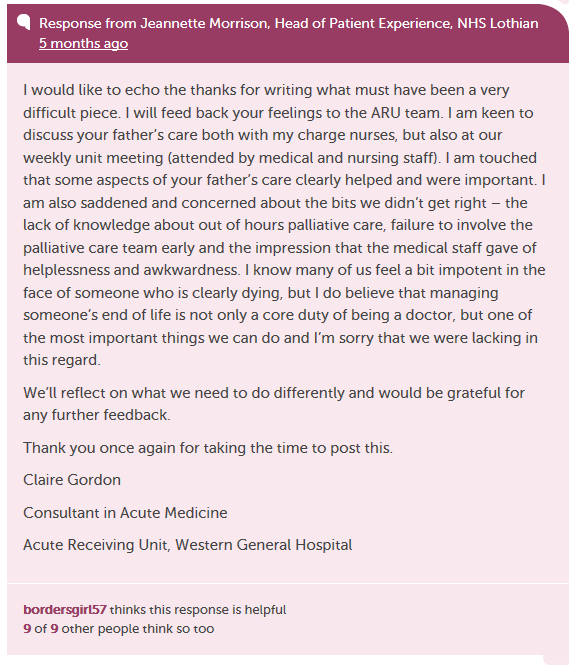 Response from Jeannette Morrison, Head of Patient Experience, NHS Lothian
5 months ago
I would like to echo the thanks for writing what must have been a very
difficult piece. I will feed back your feelings to the ARU team. I am keen to
discuss your father’s care both with my charge nurses, but also at our
weekly unit meeting (attended by medical and nursing staff). I am touched
that some aspects of your father’s care clearly helped and were important. I
am also saddened and concerned about the bits we didn’t get right – the
lack of knowledge about out of hours palliative care, failure to involve the
palliative care team early and the impression that the medical staff gave of
helplessness and awkwardness. I know many of us feel a bit impotent in the
face of someone who is clearly dying, but I do believe that managing
someone’s end of life is not only a core duty of being a doctor, but one of
the most important things we can do and I’m sorry that we were lacking in
this regard.
We’ll reflect on what we need to do differently and would be grateful for
any further feedback.
Thank you once again for taking the time to post this.
Claire Gordon
Consultant in Acute Medicine
Acute Receiving Unit, Western General Hospital
bordersgirl57 thinks this response is helpful
9 of 9 other people think so too